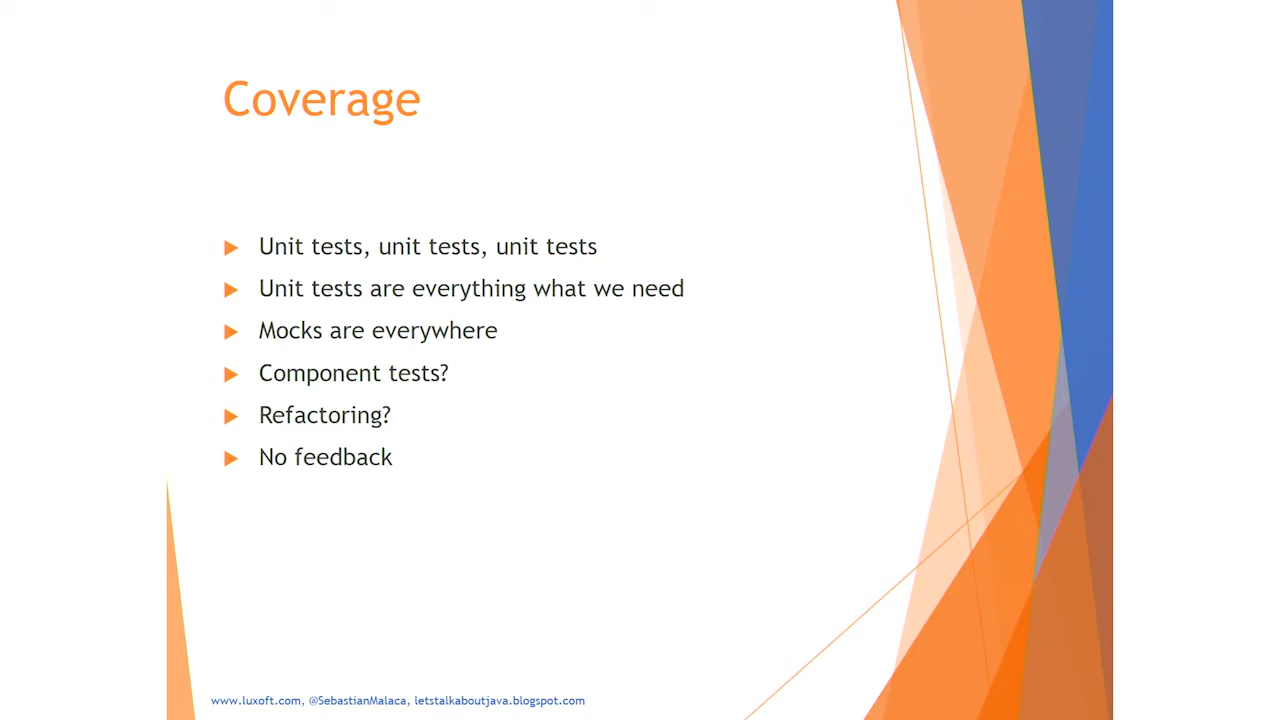 Coverage
Unit tests, unit tests, unit tests
Unit tests are everything what we need
Mocks are everywhere
Component tests?
Refactoring?
No feedback
www.luxoft.com, @SebastianMalaca, letstalkaboutjava.blogspot.com